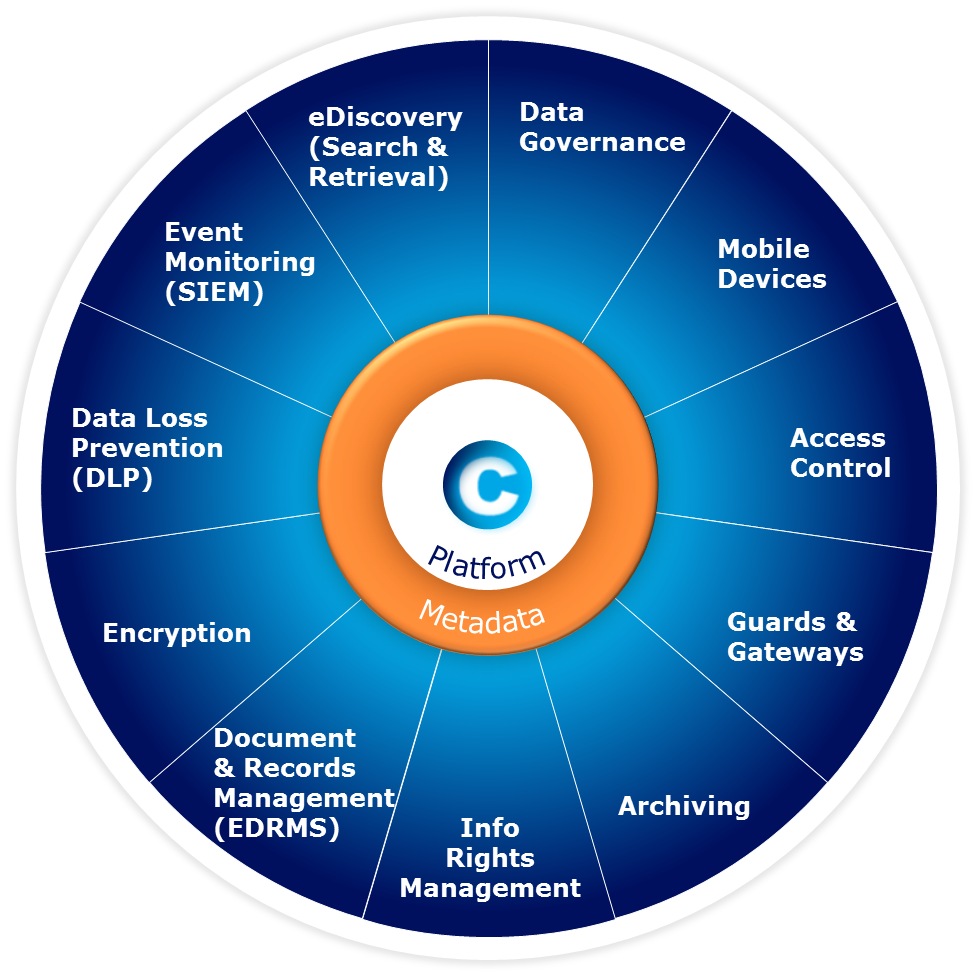 Data
Governance
Mobile
Devices
Access
Control
Guards &
Gateways
Archiving
Info
Rights
Management
Document
& Records
Management
(EDRMS)
Encryption
Data Loss
Prevention
(DLP)
Event
Monitoring
(SIEM)
eDiscovery
(Search &
Retrieval)
C
Platform
Metadata